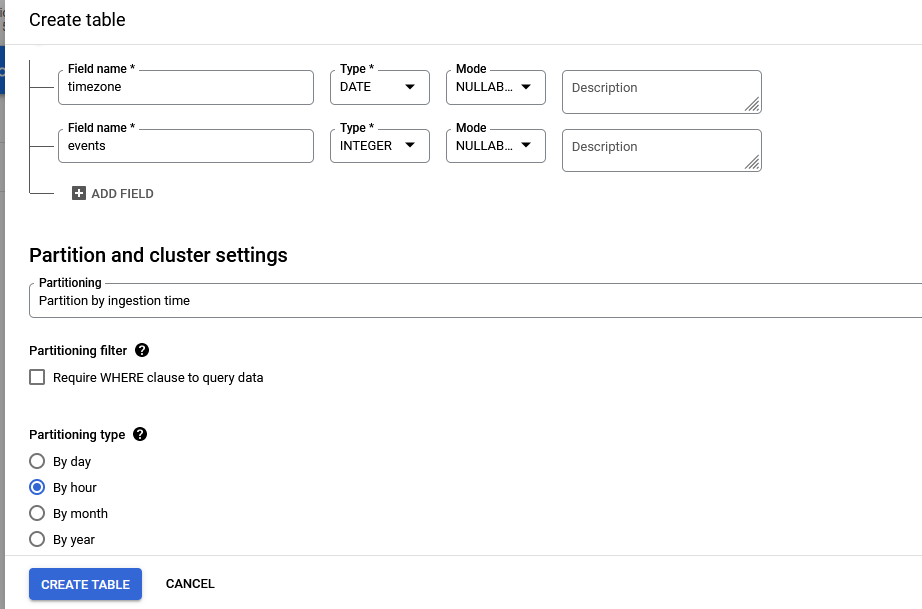 Create table
Field name * Type * Mode
timezone DATE NULLAB... Description
Field name * Type * Mode
events INTEGER NULLAB... Description
ADD FIELD
Partition and cluster settings
Partitioning
Partition by ingestion time
Partitioning filter ?
Require WHERE clause to query data
Partitioning type ?
By day
By hour
By month
By year
CREATE TABLE CANCEL